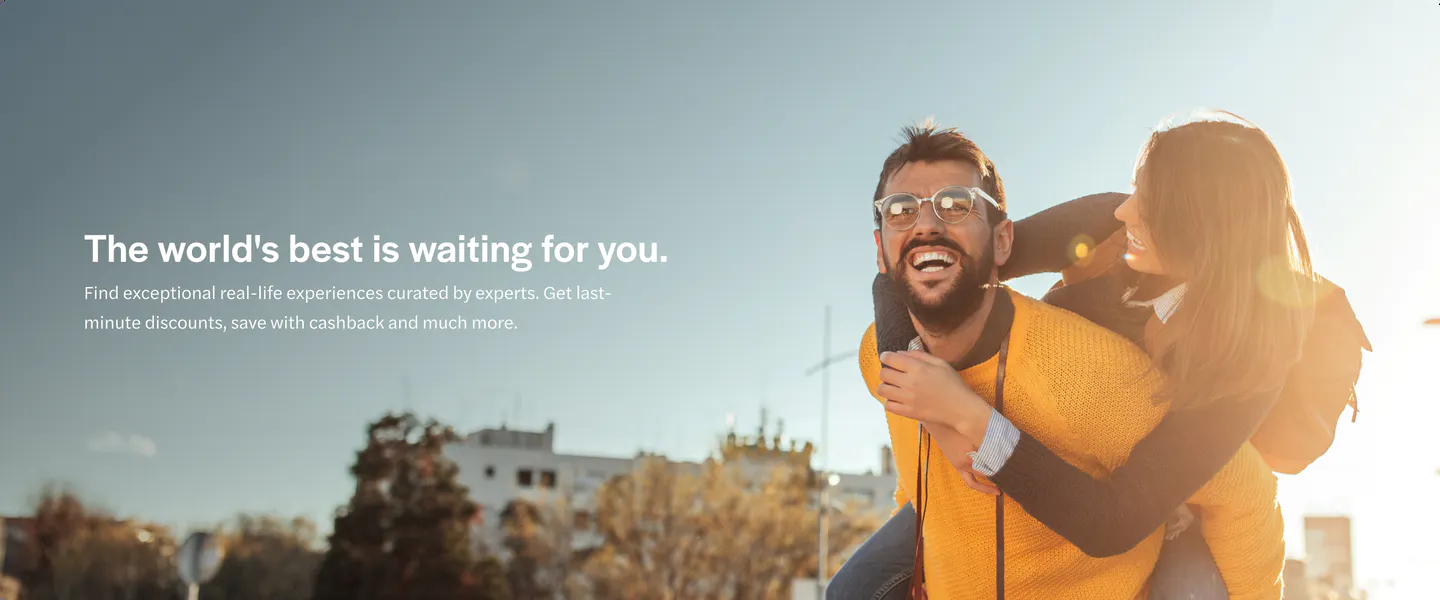 The world's best is waiting for you.
Find exceptional real-life experiences curated by experts. Get last-
minute discounts, save with cashback and much more.